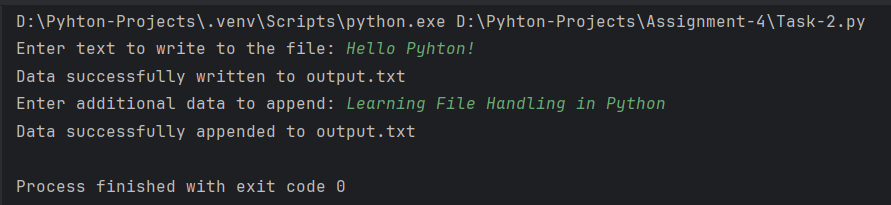 D:\Pyhton-Projects\.venv\Scripts\python.exe D:\Pyhton-Projects\Assignment-4\Task-2.py
Enter text to write to the file: Hello Pyhton!
Data successfully written to output.txt
Enter additional data to append: Learning File Handling in Python
Data successfully appended to output.txt
Process finished with exit code 0